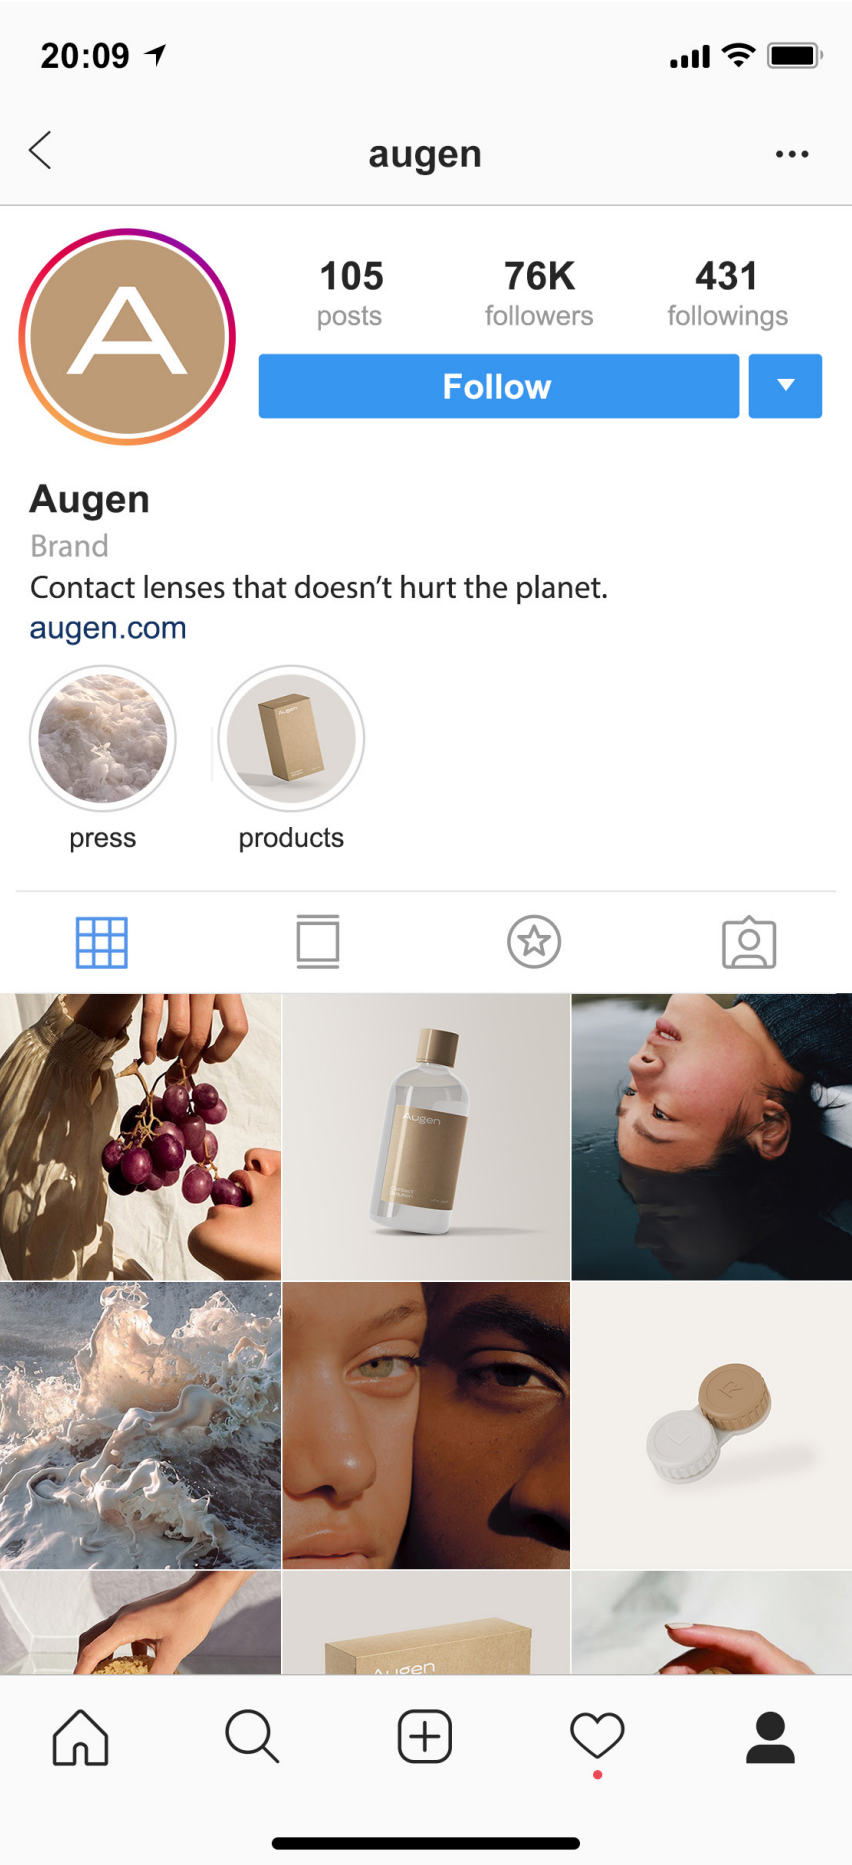 20:09
augen
A
105
76K
431
posts
followers
followings
Follow
Augen
Brand
Contact lenses that doesn't hurt the planet.
augen.com
Augen
press
products
Augen
R
L
Augen